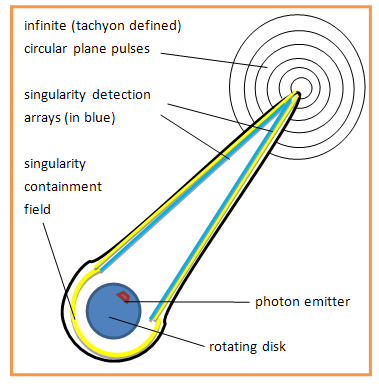 infinite (tachyon defined)
circular plane pulses
singularity detection
arrays (in blue)
singularity
containment
field
photon emitter
rotating disk